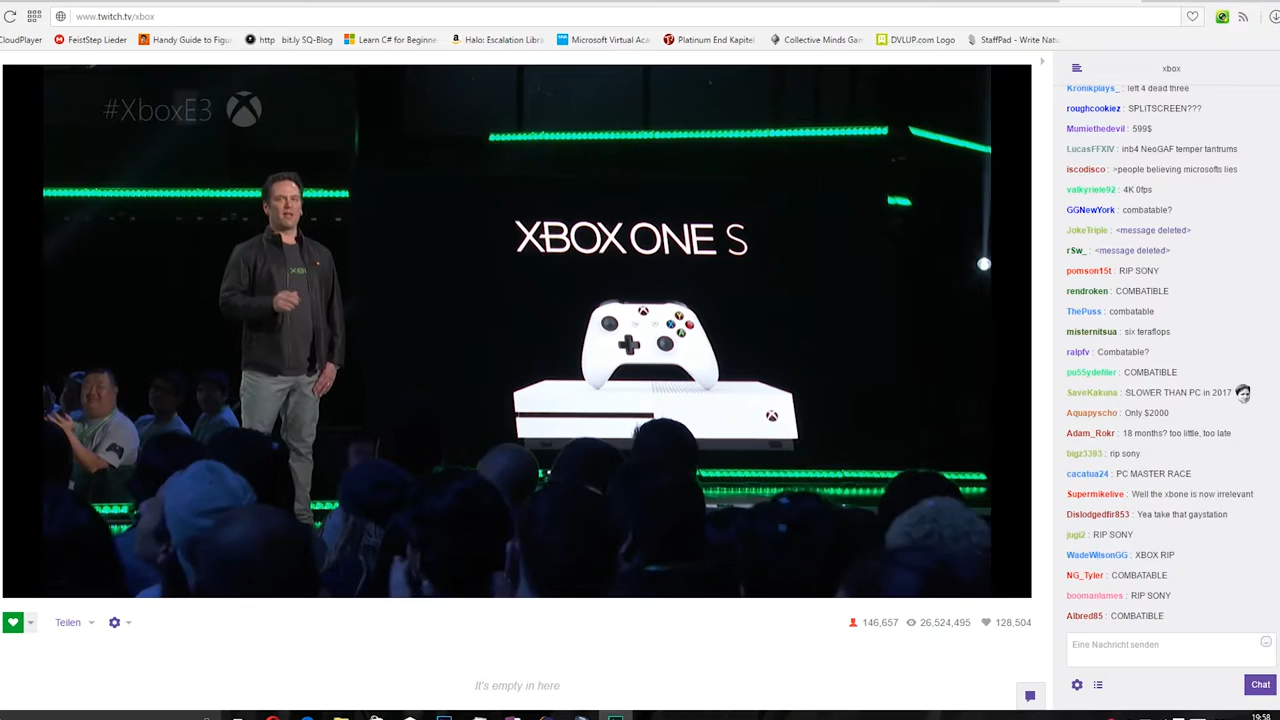 www.twitch.tv/xbox
CloudPlayer
FeistStep Lieder
Handy Guide to Figu
http bit.ly SQ-Blog
Learn C# for Beginne
Halo: Escalation Libra
Microsoft Virtual Aca
Platinum End Kapitel
Collective Minds Gam
DVLUP.com Logo
StaffPad - Write Natu
#XboxE3
XBOX ONE S
XB
xbox
Kronikplays_ : left 4 dead three
roughcookiez : SPLITSCREEN???
Mumiethedevil : 599$
LucasFFXIV : inb4 NeoGAF temper tantrums
iscodisco : >people believing microsofts lies
valkyriele92 : 4K 0fps
GGNewYork : combatable?
JokeTriple : <message deleted>
rSw_ : <message deleted>
pomson15t : RIP SONY
rendroken : COMBATIBLE
ThePuss : combatable
misternitsua : six teraflops
ralpfv : Combatable?
pu55ydefiler : COMBATIBLE
SaveKakuna : SLOWER THAN PC in 2017
Aquapyscho : Only $2000
Adam_Rokr : 18 months? too little, too late
bigz3393 : rip sony
cacatua24 : PC MASTER RACE
Supermikelive : Well the xbone is now irrelevant
Dislodgedfir853 : Yea take that gaystation
jugi2 : RIP SONY
WadeWilsonGG : XBOX RIP
NG_Tyler : COMBATABLE
boomanlames : RIP SONY
Albred85 : COMBATIBLE
Eine Nachricht senden
Chat
Teilen
146,657
26,524,495
128,504
It's empty in here
19:58